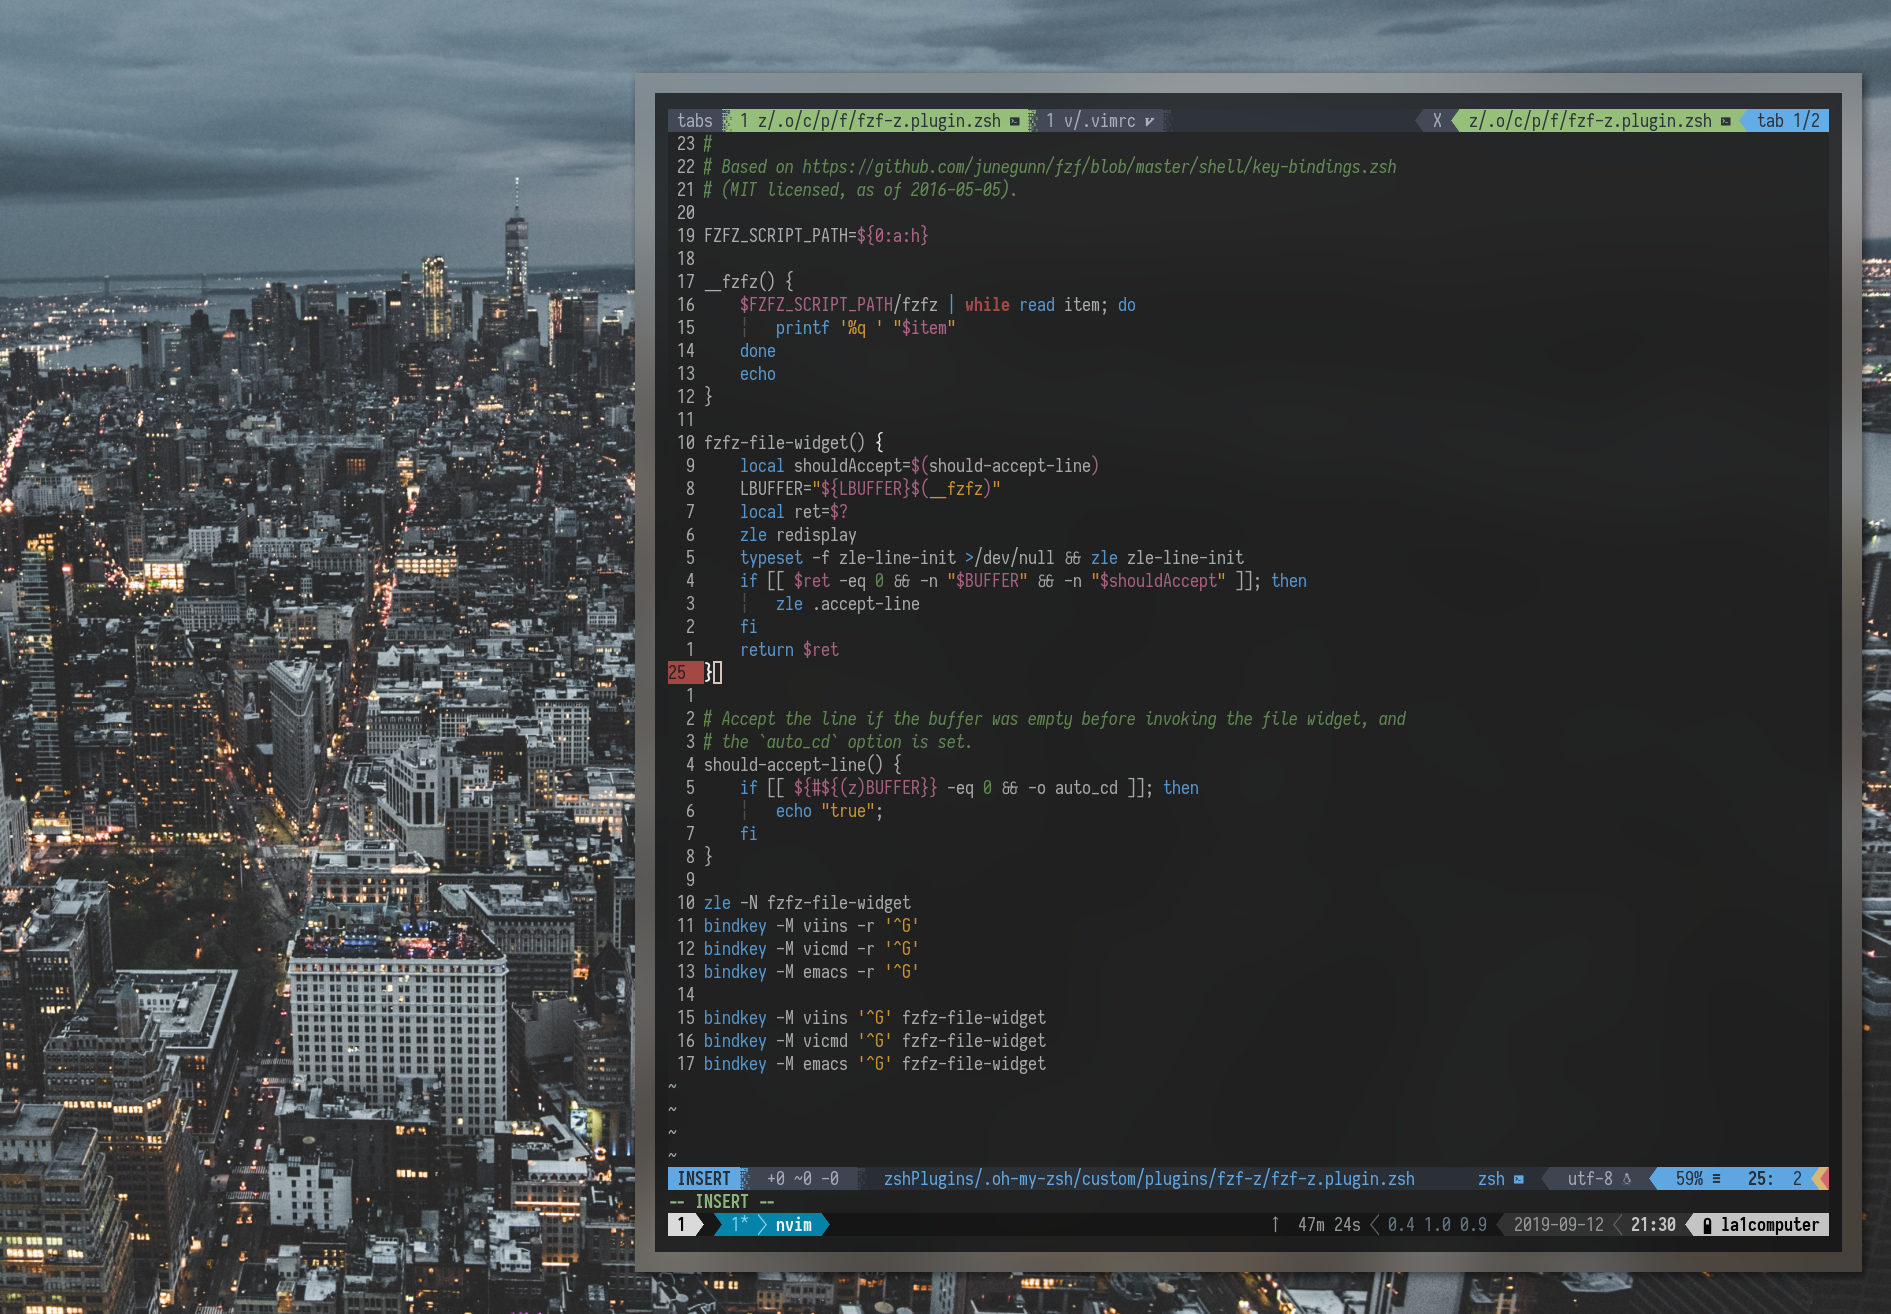 tabs 1 z/.o/c/p/f/fzf-z.plugin.zsh 1 v/.vimrc X z/.o/c/p/f/fzf-z.plugin.zsh tab 1/2
23 #
22 # Based on https://github.com/junegunn/fzf/blob/master/shell/key-bindings.zsh
21 # (MIT licensed, as of 2016-05-05).
20
19 FZFZ_SCRIPT_PATH=${0:a:h}
18
17 __fzfz() {
16     $FZFZ_SCRIPT_PATH/fzfz | while read item; do
15     ¦   printf '%q ' "$item"
14     done
13     echo
12 }
11
10 fzfz-file-widget() {
9     local shouldAccept=$(should-accept-line)
8     LBUFFER="${LBUFFER}$(__fzfz)"
7     local ret=$?
6     zle redisplay
5     typeset -f zle-line-init >/dev/null && zle zle-line-init
4     if [[ $ret -eq 0 && -n "$BUFFER" && -n "$shouldAccept" ]]; then
3     ¦   zle .accept-line
2     fi
1     return $ret
25 }
1
2 # Accept the line if the buffer was empty before invoking the file widget, and
3 # the `auto_cd` option is set.
4 should-accept-line() {
5     if [[ ${#${(z)BUFFER}} -eq 0 && -o auto_cd ]]; then
6     ¦   echo "true";
7     fi
8 }
9
10 zle -N fzfz-file-widget
11 bindkey -M viins -r '^G'
12 bindkey -M vicmd -r '^G'
13 bindkey -M emacs -r '^G'
14
15 bindkey -M viins '^G' fzfz-file-widget
16 bindkey -M vicmd '^G' fzfz-file-widget
17 bindkey -M emacs '^G' fzfz-file-widget
~
~
~
~
INSERT +0 ~0 -0 zshPlugins/.oh-my-zsh/custom/plugins/fzf-z/fzf-z.plugin.zsh zsh utf-8 59% ≡ 25: 2
-- INSERT --
1 1* nvim ↑ 47m 24s 0.4 1.0 0.9 2019-09-12 21:30 la1computer